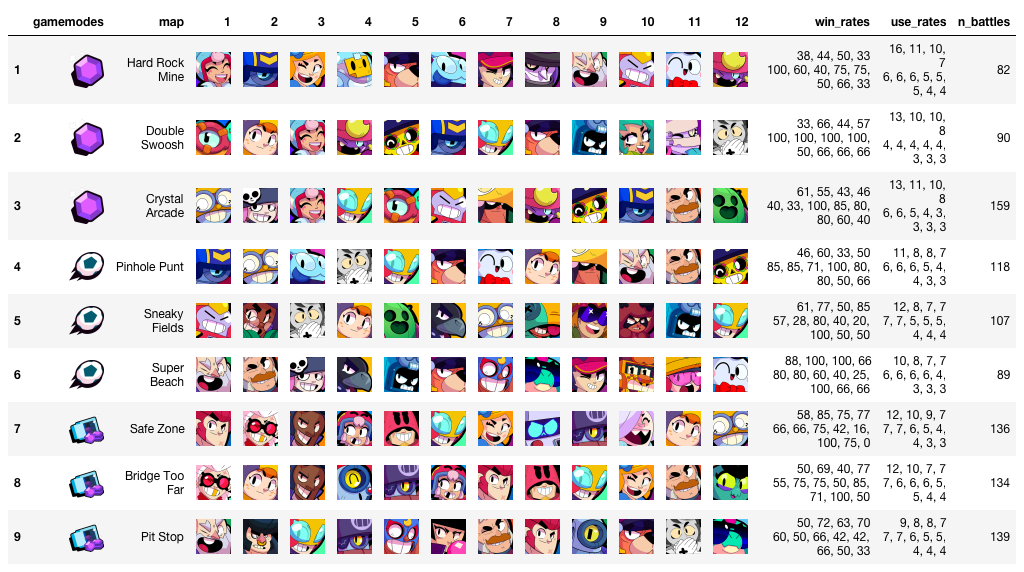 gamemodes map 1 2 3 4 5 6 7 8 9 10 11 12 win_rates use_rates n_battles
1 Hard Rock Mine 38, 44, 50, 33 100, 60, 40, 75, 75, 50, 66, 33 16, 11, 10, 7 6, 6, 6, 5, 5, 5, 4, 4 82
2 Double Swoosh 33, 66, 44, 57 100, 100, 100, 100, 50, 66, 66, 66 13, 10, 10, 8 4, 4, 4, 4, 4, 3, 3, 3 90
3 Crystal Arcade 61, 55, 43, 46 40, 33, 100, 85, 80, 80, 60, 40 13, 11, 10, 8 6, 6, 5, 4, 3, 3, 3, 3 159
4 Pinhole Punt 46, 60, 33, 50 85, 85, 71, 100, 80, 80, 50, 66 11, 8, 8, 7 6, 6, 6, 5, 4, 4, 3, 3 118
5 Sneaky Fields 61, 77, 50, 85 57, 28, 80, 40, 20, 100, 50, 50 12, 8, 7, 7 7, 7, 5, 5, 5, 4, 4, 4 107
6 Super Beach 88, 100, 100, 66 80, 80, 60, 40, 25, 100, 66, 66 10, 8, 7, 7 6, 6, 6, 6, 4, 3, 3, 3 89
7 Safe Zone 58, 85, 75, 77 66, 66, 75, 42, 16, 100, 75, 0 12, 10, 9, 7 7, 7, 6, 5, 4, 4, 3, 3 136
8 Bridge Too Far 50, 69, 40, 77 55, 75, 75, 50, 85, 71, 100, 50 12, 10, 7, 7 7, 6, 6, 6, 5, 5, 4, 4 134
9 Pit Stop 50, 72, 63, 70 60, 50, 66, 42, 42, 66, 50, 33 9, 8, 8, 7 7, 7, 6, 5, 5, 4, 4, 4 139